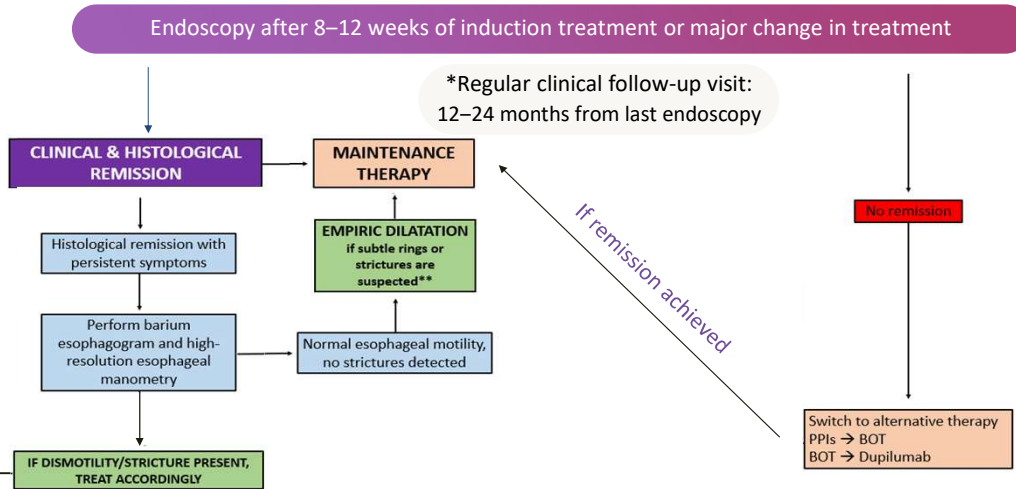 Endoscopy after 8–12 weeks of induction treatment or major change in treatment
*Regular clinical follow-up visit:
12–24 months from last endoscopy
CLINICAL & HISTOLOGICAL
REMISSION
MAINTENANCE
THERAPY
No remission
Histological remission with
persistent symptoms
EMPIRIC DILATATION
if subtle rings or
strictures are
suspected**
If remission achieved
Perform barium
esophagogram and high-
resolution esophageal
manometry
Normal esophageal motility,
no strictures detected
Switch to alternative therapy
PPIs → BOT
BOT → Dupilumab
IF DISMOTILITY/STRICTURE PRESENT,
TREAT ACCORDINGLY